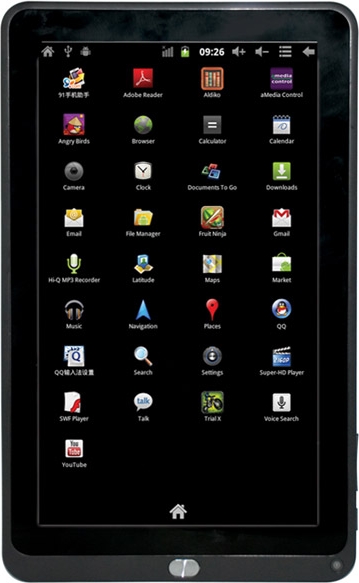 09:26
91手机助手 Adobe Reader Aldiko aMedia Control
Angry Birds Browser Calculator Calendar
Camera Clock Documents To Go Downloads
Email File Manager Fruit Ninja Gmail
Hi-Q MP3 Recorder Latitude Maps Market
Music Navigation Places QQ
QQ输入法设置 Search Settings Super-HD Player
SWF Player Talk Trial X Voice Search
YouTube